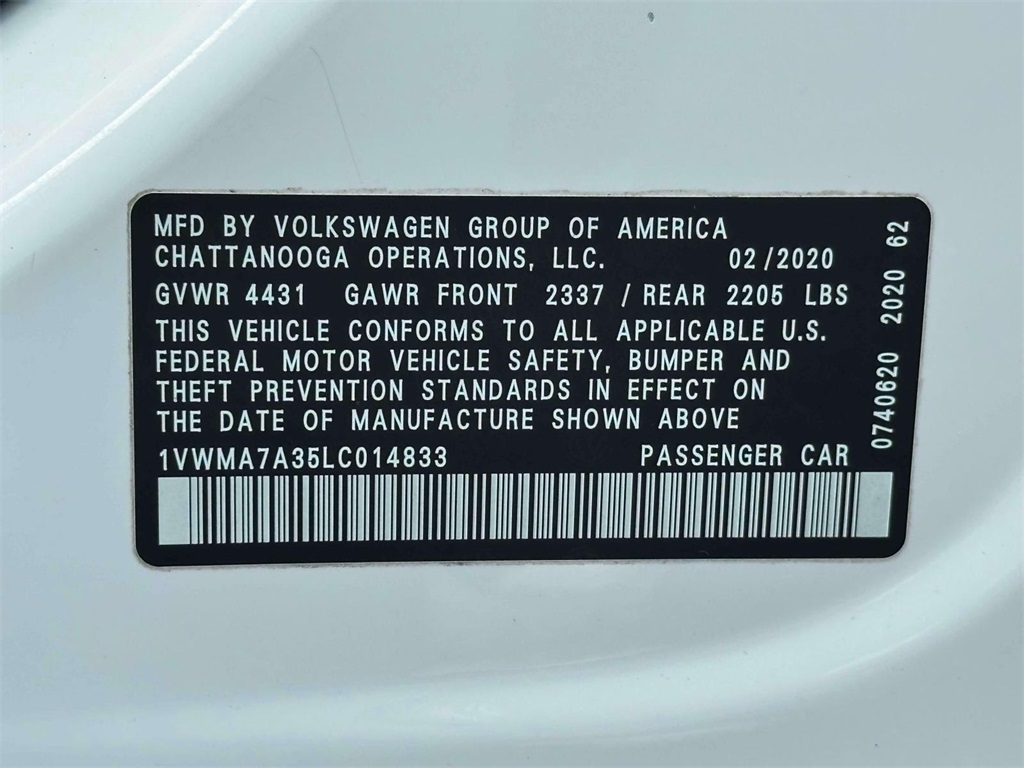 MFD BY VOLKSWAGEN GROUP OF AMERICA
CHATTANOOGA OPERATIONS, LLC. 02/2020
GVWR 4431 GAWR FRONT 2337 / REAR 2205 LBS
THIS VEHICLE CONFORMS TO ALL APPLICABLE U.S.
FEDERAL MOTOR VEHICLE SAFETY, BUMPER AND
THEFT PREVENTION STANDARDS IN EFFECT ON
THE DATE OF MANUFACTURE SHOWN ABOVE
1VWMA7A35LC014833 PASSENGER CAR
0740620 2020 62